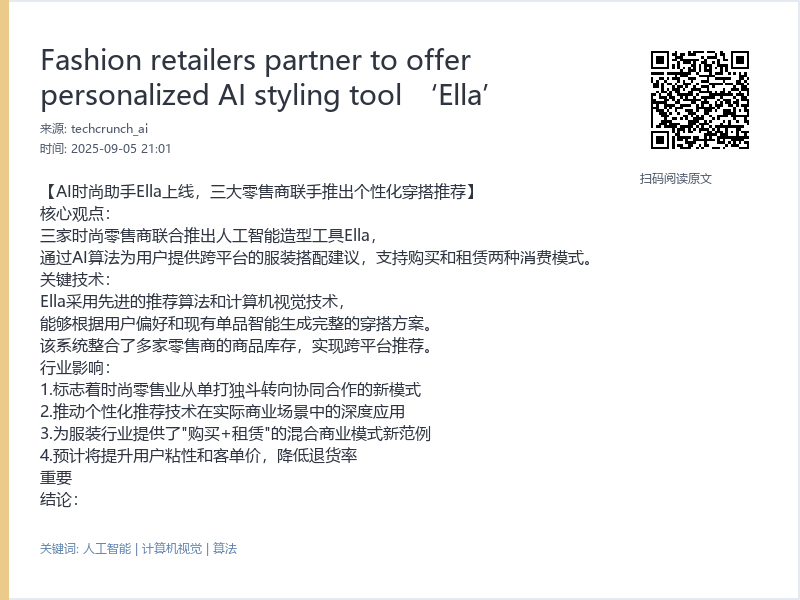 Fashion retailers partner to offer
personalized AI styling tool ‘Ella’
来源: techcrunch_ai
时间: 2025-09-05 21:01
扫码阅读原文
【AI时尚助手Ella上线，三大零售商联手推出个性化穿搭推荐】
核心观点：
三家时尚零售商联合推出人工智能造型工具Ella，
通过AI算法为用户提供跨平台的服装搭配建议，支持购买和租赁两种消费模式。
关键技术：
Ella采用先进的推荐算法和计算机视觉技术，
能够根据用户偏好和现有单品智能生成完整的穿搭方案。
该系统整合了多家零售商的商品库存，实现跨平台推荐。
行业影响：
1.标志着时尚零售业从单打独斗转向协同合作的新模式
2.推动个性化推荐技术在实际商业场景中的深度应用
3.为服装行业提供了"购买+租赁"的混合商业模式新范例
4.预计将提升用户粘性和客单价，降低退货率
重要
结论：
关键词: 人工智能 | 计算机视觉 | 算法